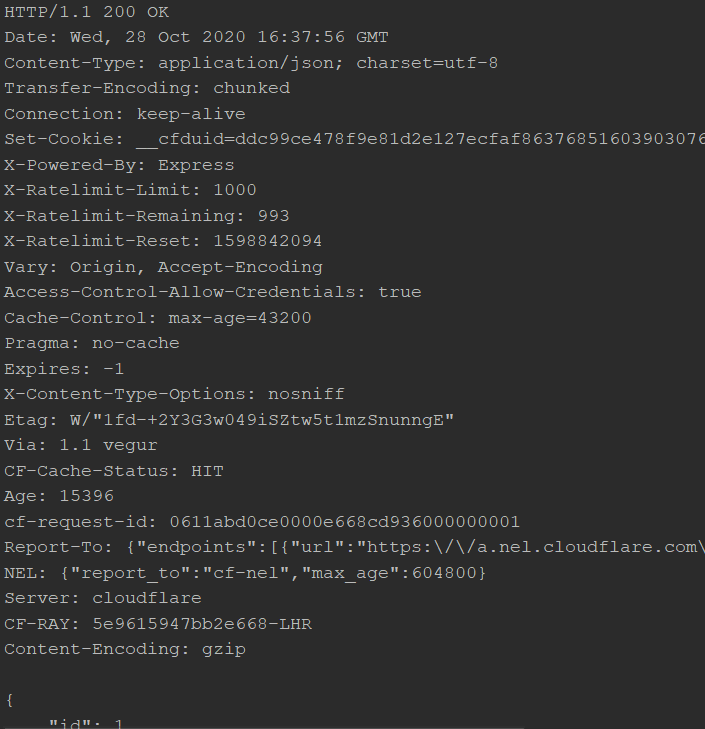 HTTP/1.1 200 OK
Date: Wed, 28 Oct 2020 16:37:56 GMT
Content-Type: application/json; charset=utf-8
Transfer-Encoding: chunked
Connection: keep-alive
Set-Cookie: __cfduid=ddc99ce478f9e81d2e127ecfaf86376851603903076
X-Powered-By: Express
X-Ratelimit-Limit: 1000
X-Ratelimit-Remaining: 993
X-Ratelimit-Reset: 1598842094
Vary: Origin, Accept-Encoding
Access-Control-Allow-Credentials: true
Cache-Control: max-age=43200
Pragma: no-cache
Expires: -1
X-Content-Type-Options: nosniff
Etag: W/"1fd-+2Y3G3w049iSZtw5t1mzSnunngE"
Via: 1.1 vegur
CF-Cache-Status: HIT
Age: 15396
cf-request-id: 0611abd0ce0000e668cd936000000001
Report-To: {"endpoints":[{"url":"https:\/\/a.nel.cloudflare.com\
NEL: {"report_to":"cf-nel","max_age":604800}
Server: cloudflare
CF-RAY: 5e9615947bb2e668-LHR
Content-Encoding: gzip
{
"id": 1